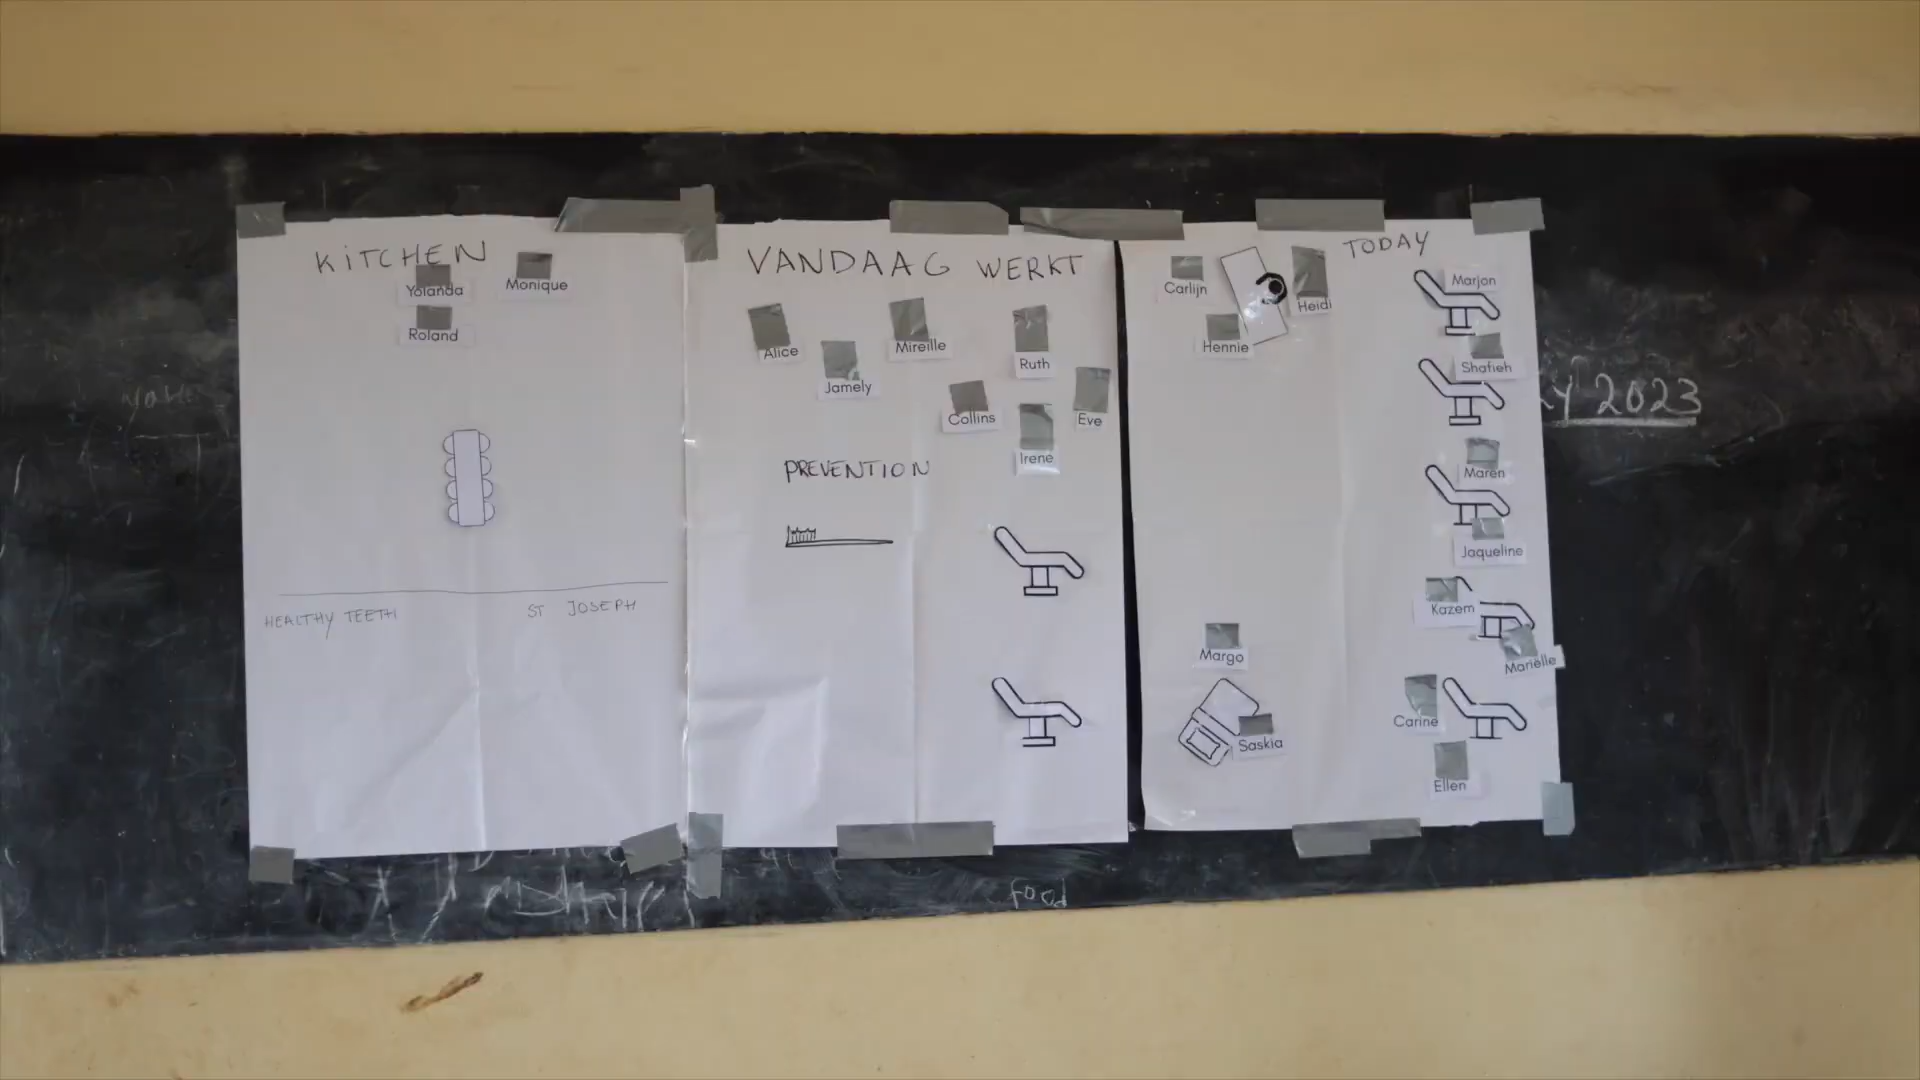 KITCHEN
Yolanda
Monique
Roland
HEALTHY TEETH
ST JOSEPH
VANDAAG WERKT
Alice
Jamely
Mireille
Ruth
Collins
Eve
Irene
PREVENTION
TODAY
Carlijn
Heidi
Hennie
Marjon
Shafieh
Maren
Jaqueline
Kazem
Mariëlle
Margo
Saskia
Carine
Ellen
2023
food